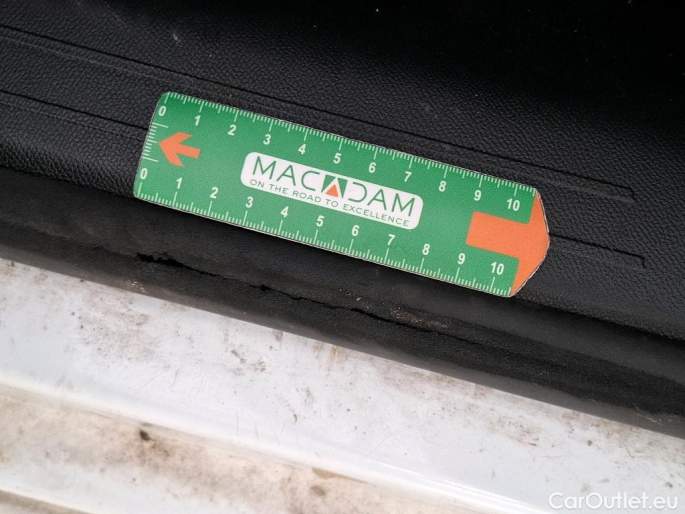 0 1 2 3 4 5 6 7 8 9 10
MACADAM
ON THE ROAD TO EXCELLENCE
0 1 2 3 4 5 6 7 8 9 10
CarOutlet.eu